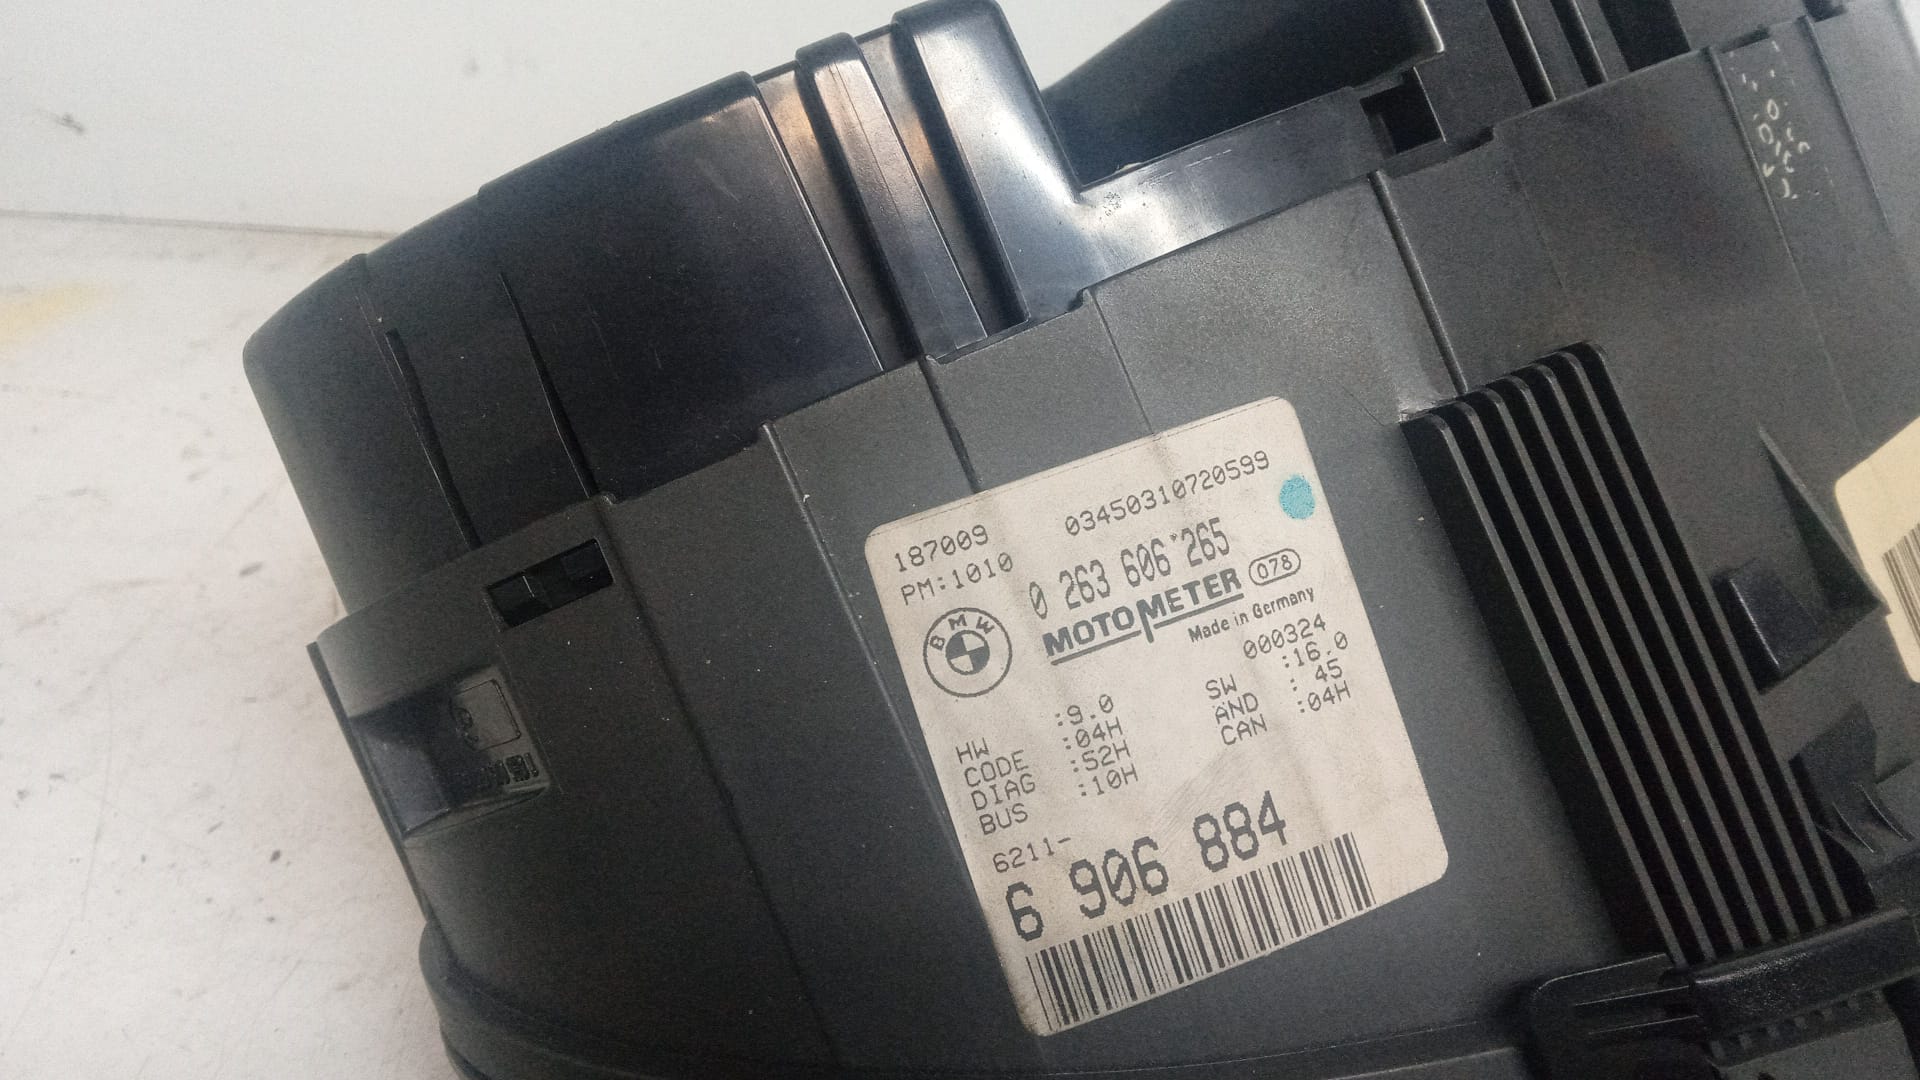 187009 03450310720599
PM:1010 0 263 606 265
BMW MOTOMETER 078
Made in Germany
000324
HW :9.0 SW :16.0
CODE :04H AND : 45
DIAG :52H CAN :04H
BUS :10H
6211-
6 906 884